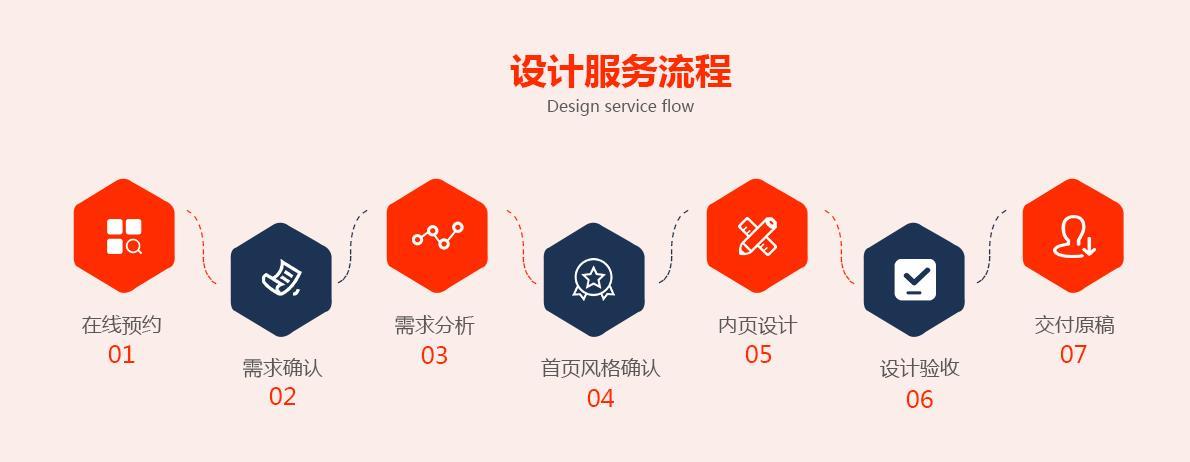 设计服务流程
Design service flow
在线预约
01
需求确认
02
需求分析
03
首页风格确认
04
内页设计
05
设计验收
06
交付原稿
07